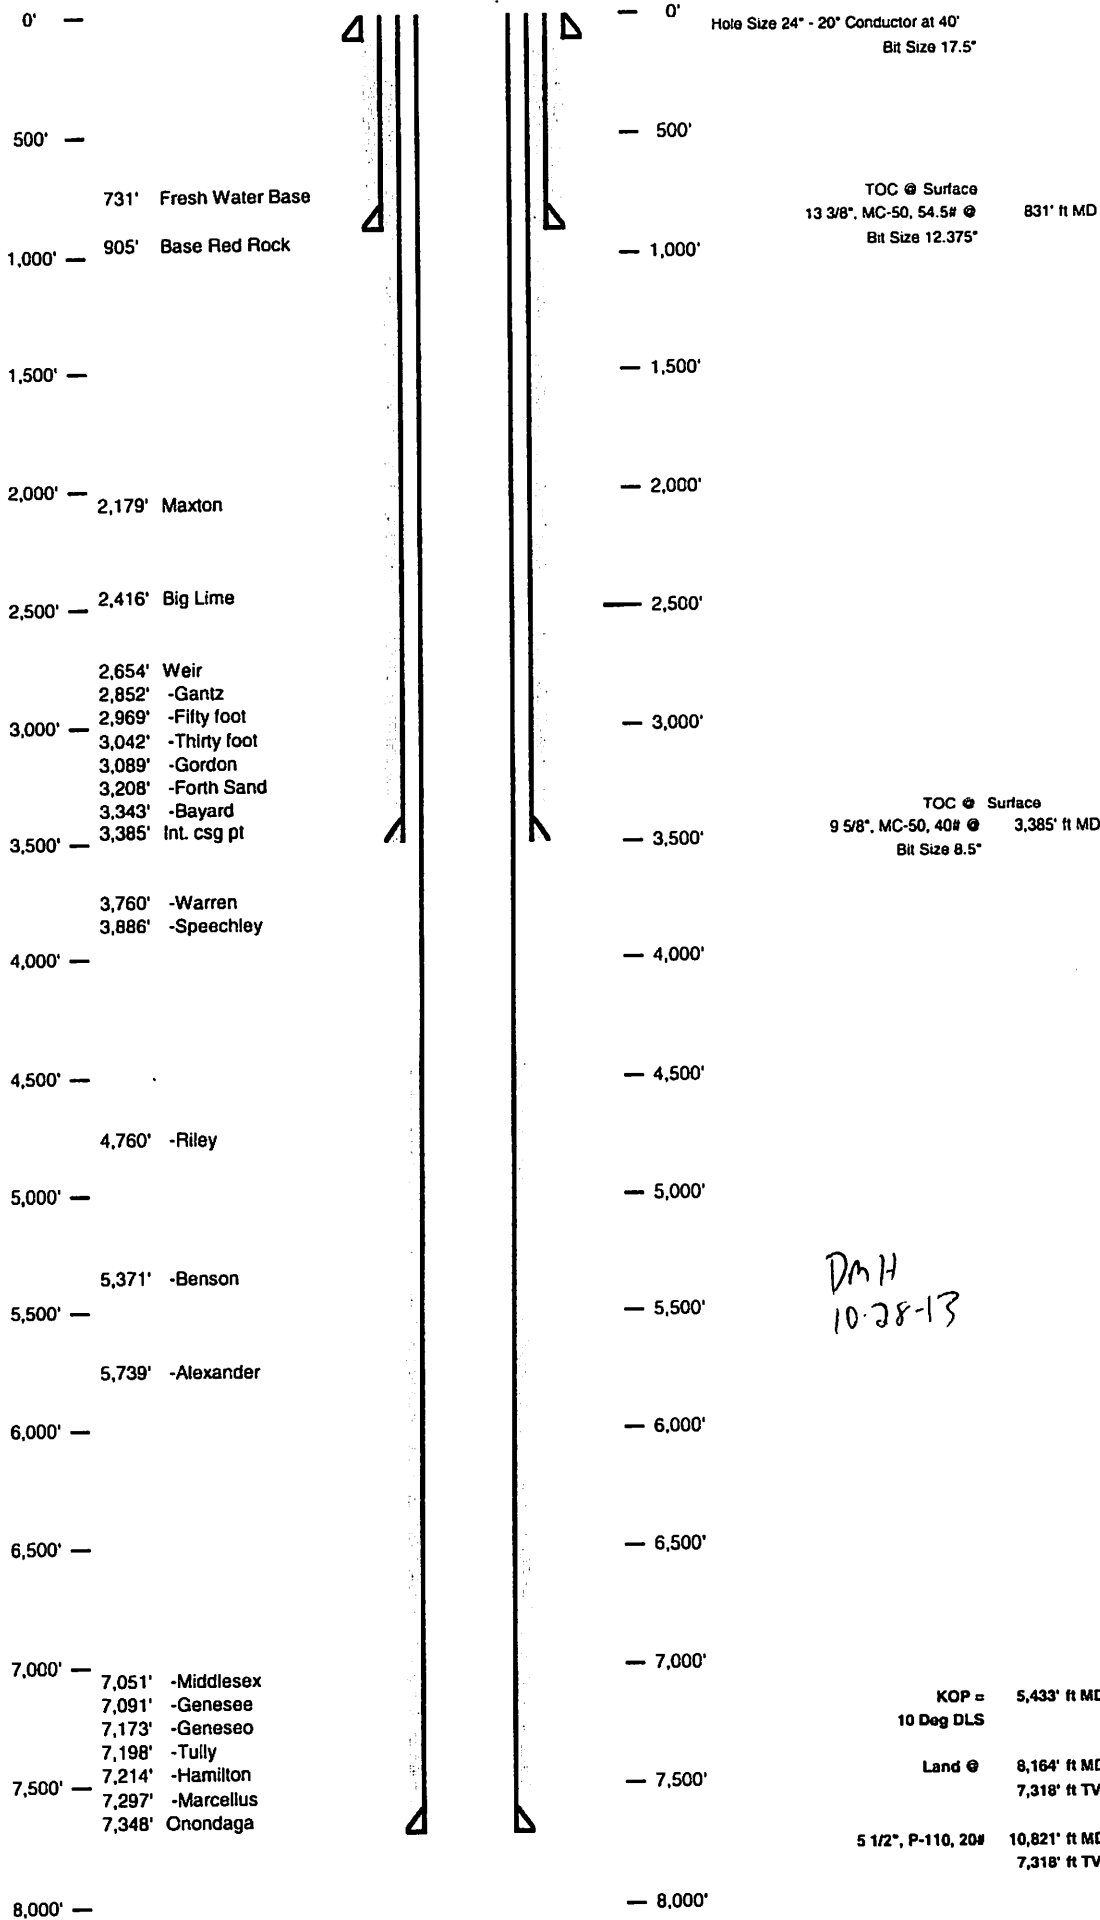 0'
0'
Hole Size 24" - 20" Conductor at 40'
Bit Size 17.5"
500'
500'
731' Fresh Water Base
TOC @ Surface
13 3/8", MC-50, 54.5# @ 831' ft MD
Bit Size 12.375"
905' Base Red Rock
1,000'
1,000'
1,500'
1,500'
2,000'
2,000'
2,179' Maxton
2,416' Big Lime
2,500'
2,500'
2,654' Weir
2,852' -Gantz
2,969' -Fifty foot
3,000'
3,000'
3,042' -Thirty foot
3,089' -Gordon
3,208' -Forth Sand
3,343' -Bayard
3,385' Int. csg pt
TOC @ Surface
9 5/8", MC-50, 40# @ 3,385' ft MD
Bit Size 8.5"
3,500'
3,500'
3,760' -Warren
3,886' -Speechley
4,000'
4,000'
4,500'
4,500'
4,760' -Riley
5,000'
5,000'
5,371' -Benson
DMH
10-28-13
5,500'
5,500'
5,739' -Alexander
6,000'
6,000'
6,500'
6,500'
7,000'
7,000'
7,051' -Middlesex
7,091' -Genesee
7,173' -Geneseo
7,198' -Tully
7,214' -Hamilton
KOP = 5,433' ft MD
10 Deg DLS
Land @ 8,164' ft MD
7,318' ft TV
7,500'
7,500'
7,297' -Marcellus
7,348' Onondaga
5 1/2", P-110, 20# 10,821' ft MD
7,318' ft TV
8,000'
8,000'